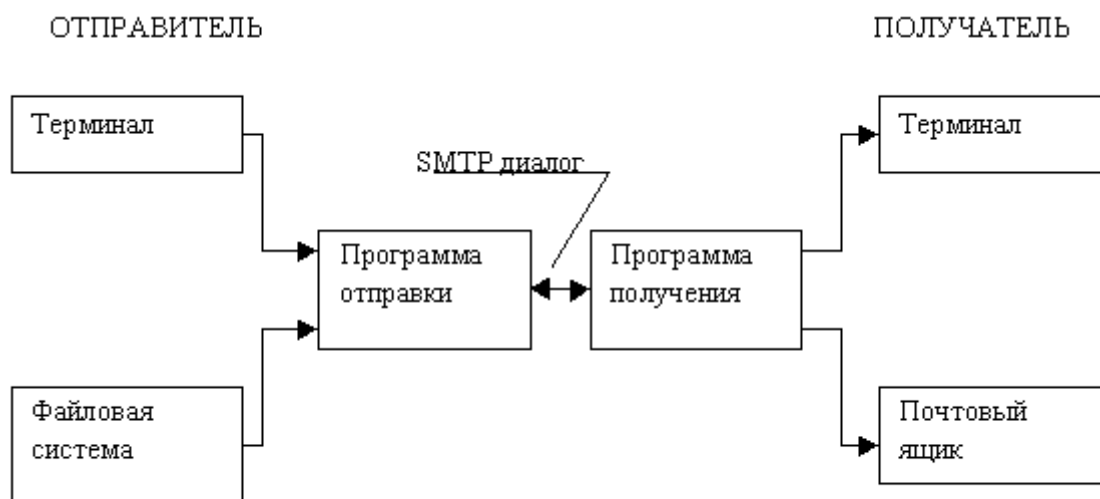 ОТПРАВИТЕЛЬ
ПОЛУЧАТЕЛЬ
Терминал
Терминал
SMTP диалог
Программа
отправки
Программа
получения
Файловая
система
Почтовый
ящик